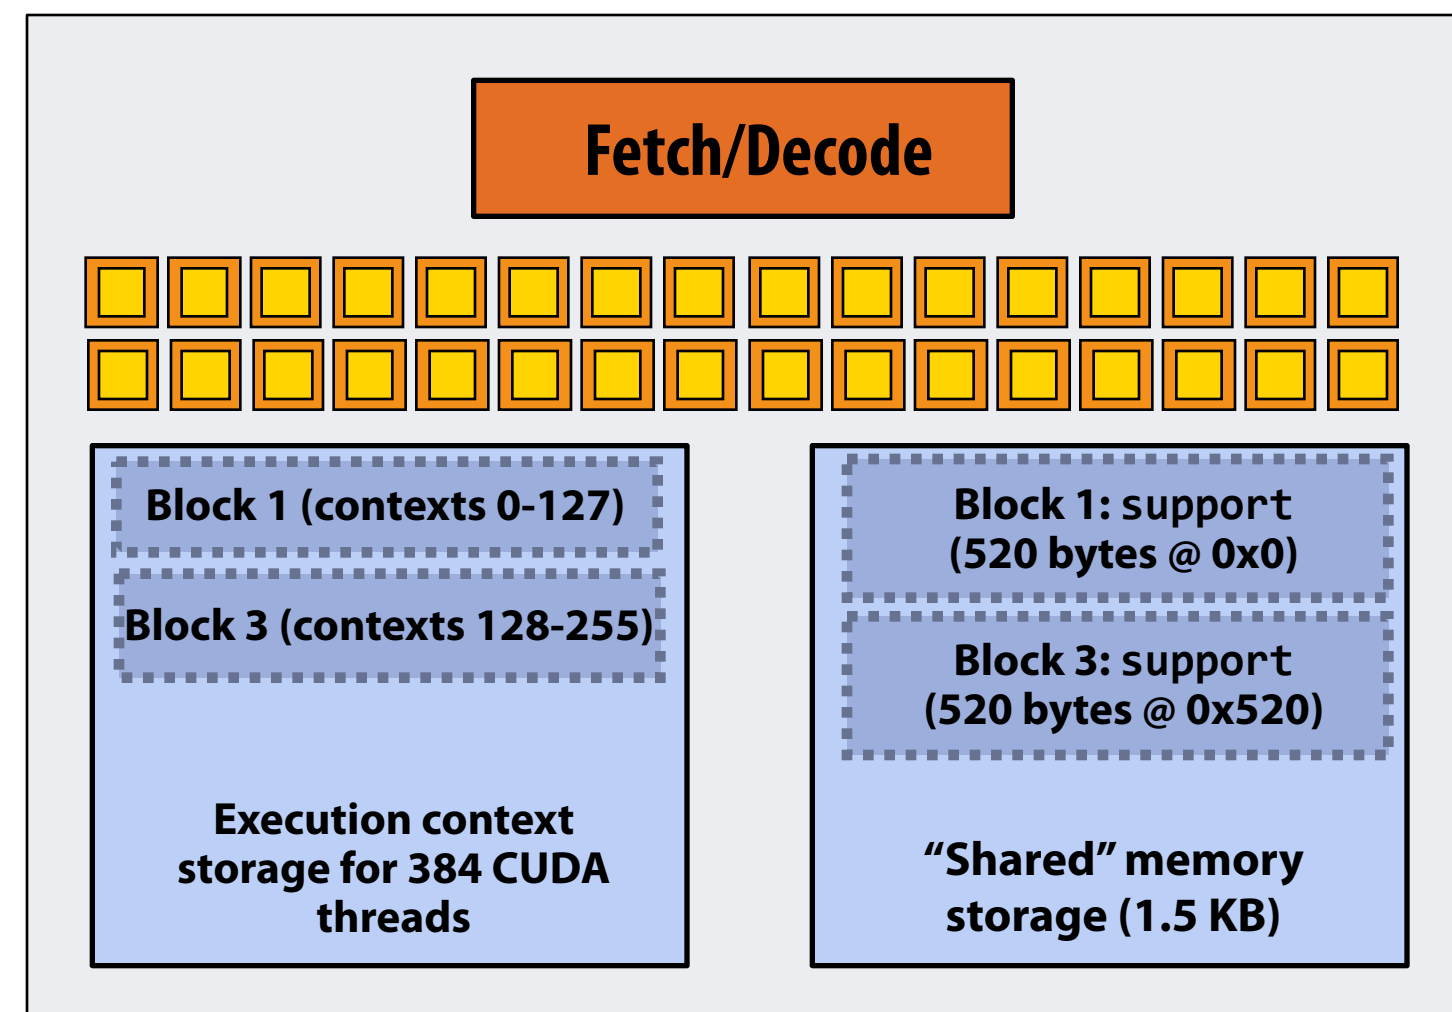 Fetch/Decode
Block 1 (contexts 0-127)
Block 3 (contexts 128-255)
Execution context
storage for 384 CUDA
threads
Block 1: support
(520 bytes @ 0x0)
Block 3: support
(520 bytes @ 0x520)
“Shared” memory
storage (1.5 KB)